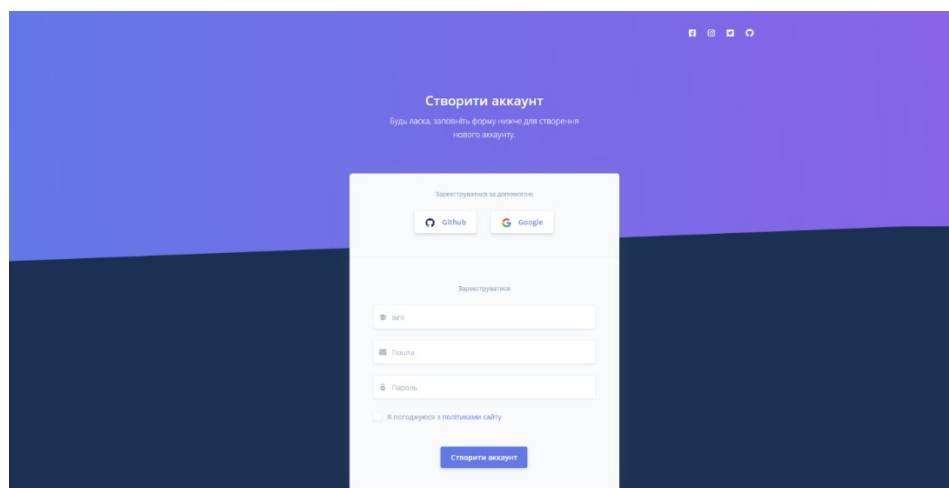 Створити аккаунт
Будь ласка, заповніть форму нижче для створення
нового аккаунту.
Зареєструватися за допомогою
Github
Google
Зареєструватися
Ім'я
Пошта
Пароль
Я погоджуюся з політиками сайту
Створити аккаунт